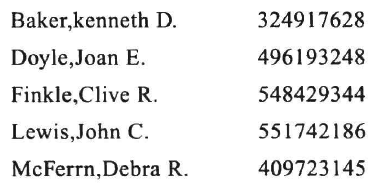 Baker,kenneth D. 324917628
Doyle,Joan E. 496193248
Finkle,Clive R. 548429344
Lewis,John C. 551742186
McFerrn,Debra R. 409723145